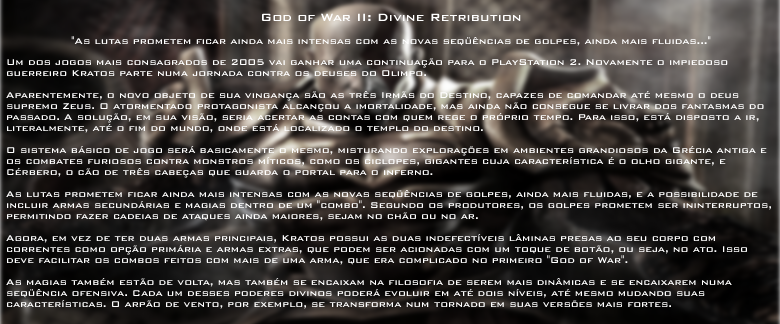 God of War II: Divine Retribution
"As lutas prometem ficar ainda mais intensas com as novas seqüências de golpes, ainda mais fluidas..."
Um dos jogos mais consagrados de 2005 vai ganhar uma continuação para o PlayStation 2. Novamente o impiedoso
guerreiro Kratos parte numa jornada contra os deuses do Olimpo.
Aparentemente, o novo objeto de sua vingança são as três Irmãs do Destino, capazes de comandar até mesmo o deus
supremo Zeus. O atormentado protagonista alcançou a imortalidade, mas ainda não consegue se livrar dos fantasmas do
passado. A solução, em sua visão, seria acertar as contas com quem rege o próprio tempo. Para isso, está disposto a ir,
literalmente, até o fim do mundo, onde está localizado o templo do destino.
O sistema básico de jogo será basicamente o mesmo, misturando explorações em ambientes grandiosos da Grécia antiga e
os combates furiosos contra monstros míticos, como os ciclopes, gigantes cuja característica é o olho gigante, e
Cérbero, o cão de três cabeças que guarda o portal para o inferno.
As lutas prometem ficar ainda mais intensas com as novas seqüências de golpes, ainda mais fluidas, e a possibilidade de
incluir armas secundárias e magias dentro de um "combo". Segundo os produtores, os golpes prometem ser ininterruptos,
permitindo fazer cadeias de ataques ainda maiores, sejam no chão ou no ar.
Agora, em vez de ter duas armas principais, Kratos possui as duas indefectíveis lâminas presas ao seu corpo com
correntes como opção primária e armas extras, que podem ser acionadas com um toque de botão, ou seja, no ato. Isso
deve facilitar os combos feitos com mais de uma arma, que era complicado no primeiro "God of War".
As magias também estão de volta, mas também se encaixam na filosofia de serem mais dinâmicas e se encaixarem numa
seqüência ofensiva. Cada um desses poderes divinos poderá evoluir em até dois níveis, até mesmo mudando suas
características. O arpão de vento, por exemplo, se transforma num tornado em suas versões mais fortes.